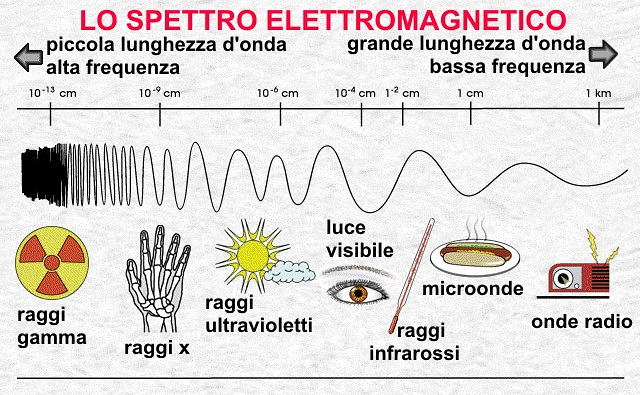 LO SPETTRO ELETTROMAGNETICO
piccola lunghezza d'onda
alta frequenza
grande lunghezza d'onda
bassa frequenza
10⁻¹³ cm
10⁻⁹ cm
10⁻⁶ cm
10⁻⁴ cm
1⁻² cm
1 cm
1 km
raggi
gamma
raggi x
raggi
ultravioletti
luce
visibile
raggi
infrarossi
microonde
onde radio